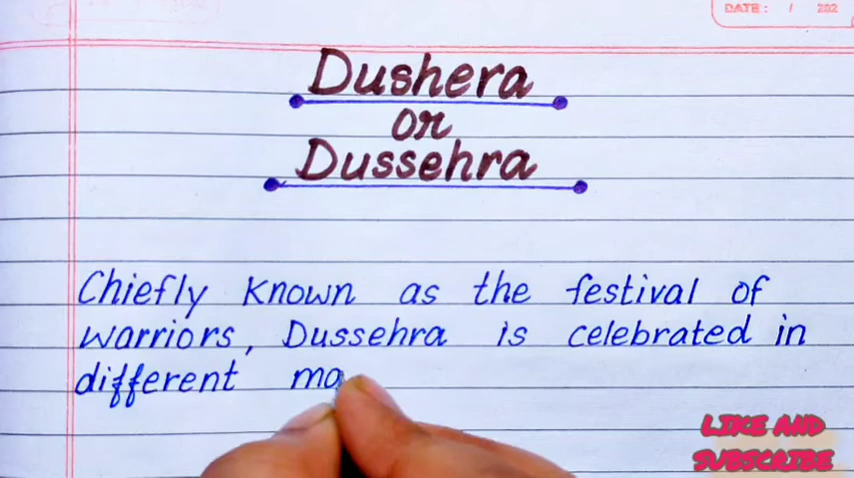 DATE: / 202
Dushera
or
Dussehra
Chiefly known as the festival of
warriors, Dussehra is celebrated in
different ma
LIKE AND
SUBSCRIBE